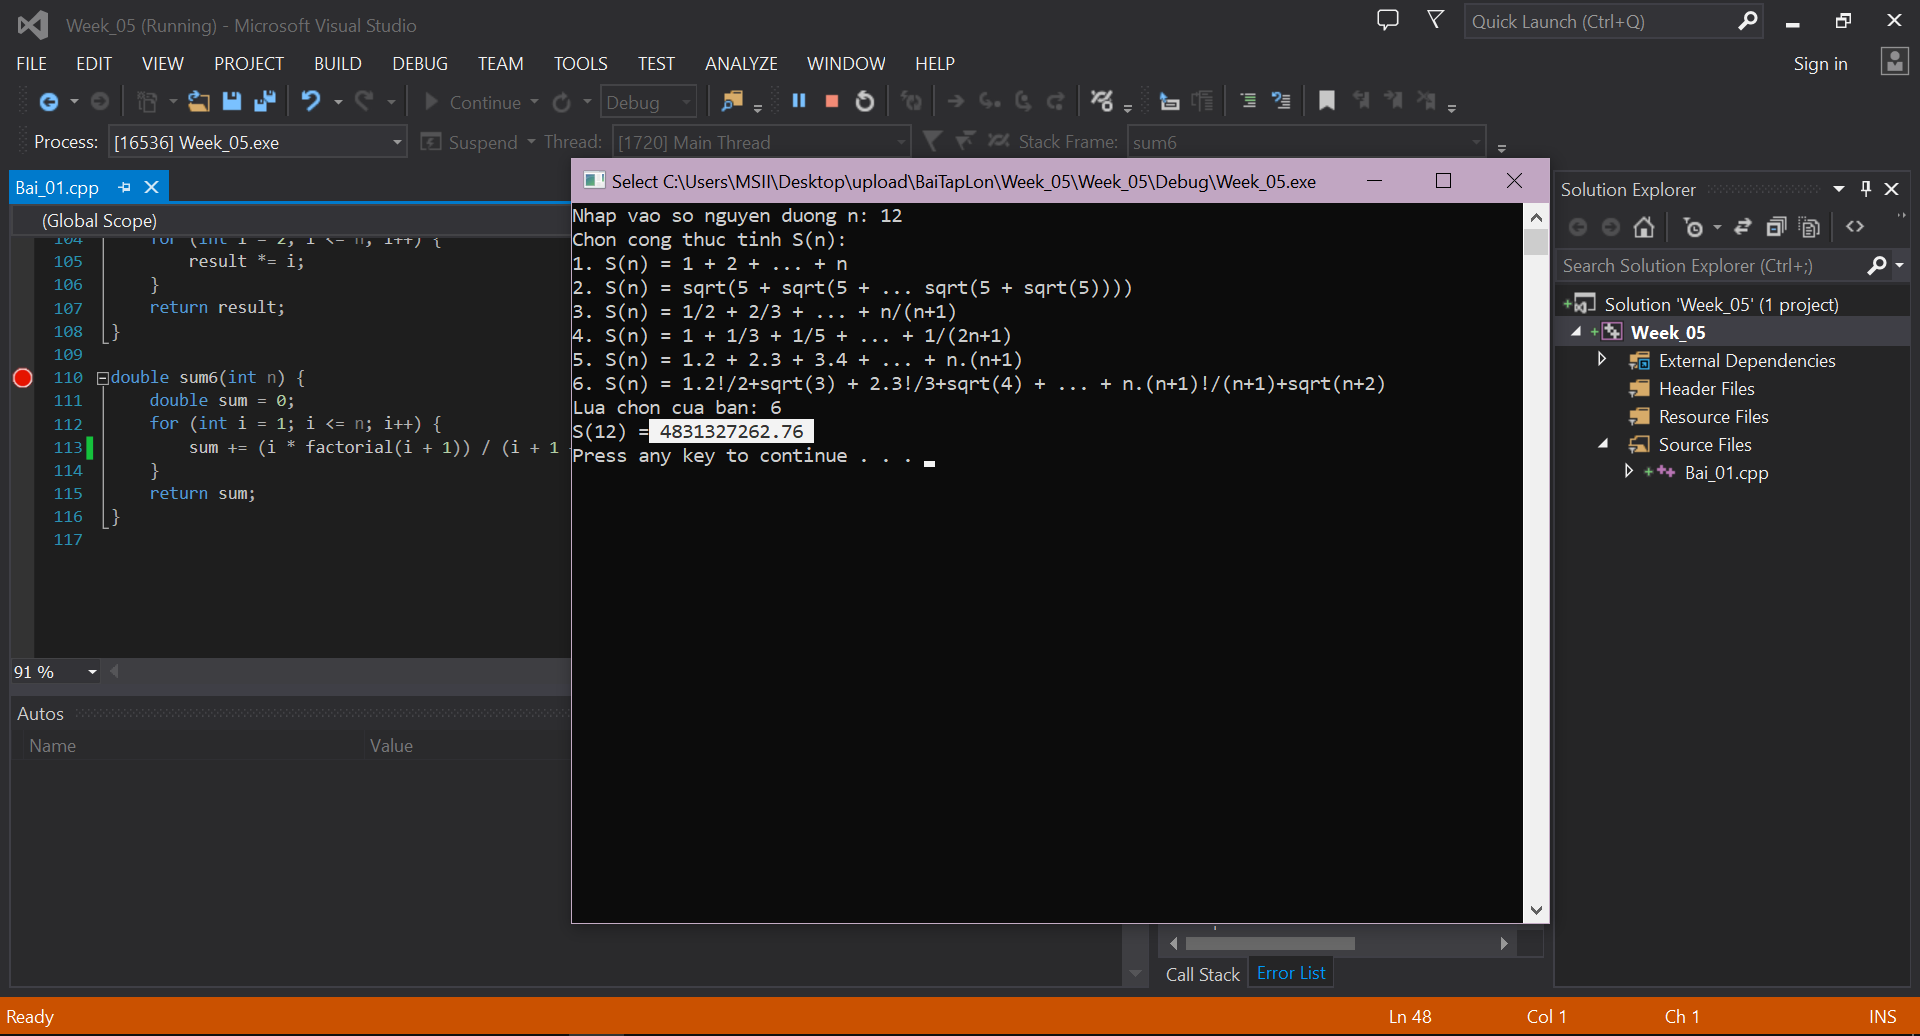 Week_05 (Running) - Microsoft Visual Studio
Quick Launch (Ctrl+Q)
FILE EDIT VIEW PROJECT BUILD DEBUG TEAM TOOLS TEST ANALYZE WINDOW HELP
Sign in
Continue
Debug
Process: [16536] Week_05.exe
Suspend
Thread: [1720] Main Thread
Stack Frame: sum6
Bai_01.cpp
(Global Scope)
104 for (int i = 2; i <= n; i++) {
105 result *= i;
106 }
107 return result;
108 }
109
110 double sum6(int n) {
111 double sum = 0;
112 for (int i = 1; i <= n; i++) {
113 sum += (i * factorial(i + 1)) / (i + 1
114 }
115 return sum;
116 }
117
91 %
Autos
Name Value
Select C:\Users\MSII\Desktop\upload\BaiTapLon\Week_05\Week_05\Debug\Week_05.exe
Nhap vao so nguyen duong n: 12
Chon cong thuc tinh S(n):
1. S(n) = 1 + 2 + ... + n
2. S(n) = sqrt(5 + sqrt(5 + ... sqrt(5 + sqrt(5))))
3. S(n) = 1/2 + 2/3 + ... + n/(n+1)
4. S(n) = 1 + 1/3 + 1/5 + ... + 1/(2n+1)
5. S(n) = 1.2 + 2.3 + 3.4 + ... + n.(n+1)
6. S(n) = 1.2!/2+sqrt(3) + 2.3!/3+sqrt(4) + ... + n.(n+1)!/(n+1)+sqrt(n+2)
Lua chon cua ban: 6
S(12) = 4831327262.76
Press any key to continue . . .
Solution Explorer
Search Solution Explorer (Ctrl+;)
Solution 'Week_05' (1 project)
Week_05
External Dependencies
Header Files
Resource Files
Source Files
Bai_01.cpp
Call Stack Error List
Ready
Ln 48 Col 1 Ch 1 INS